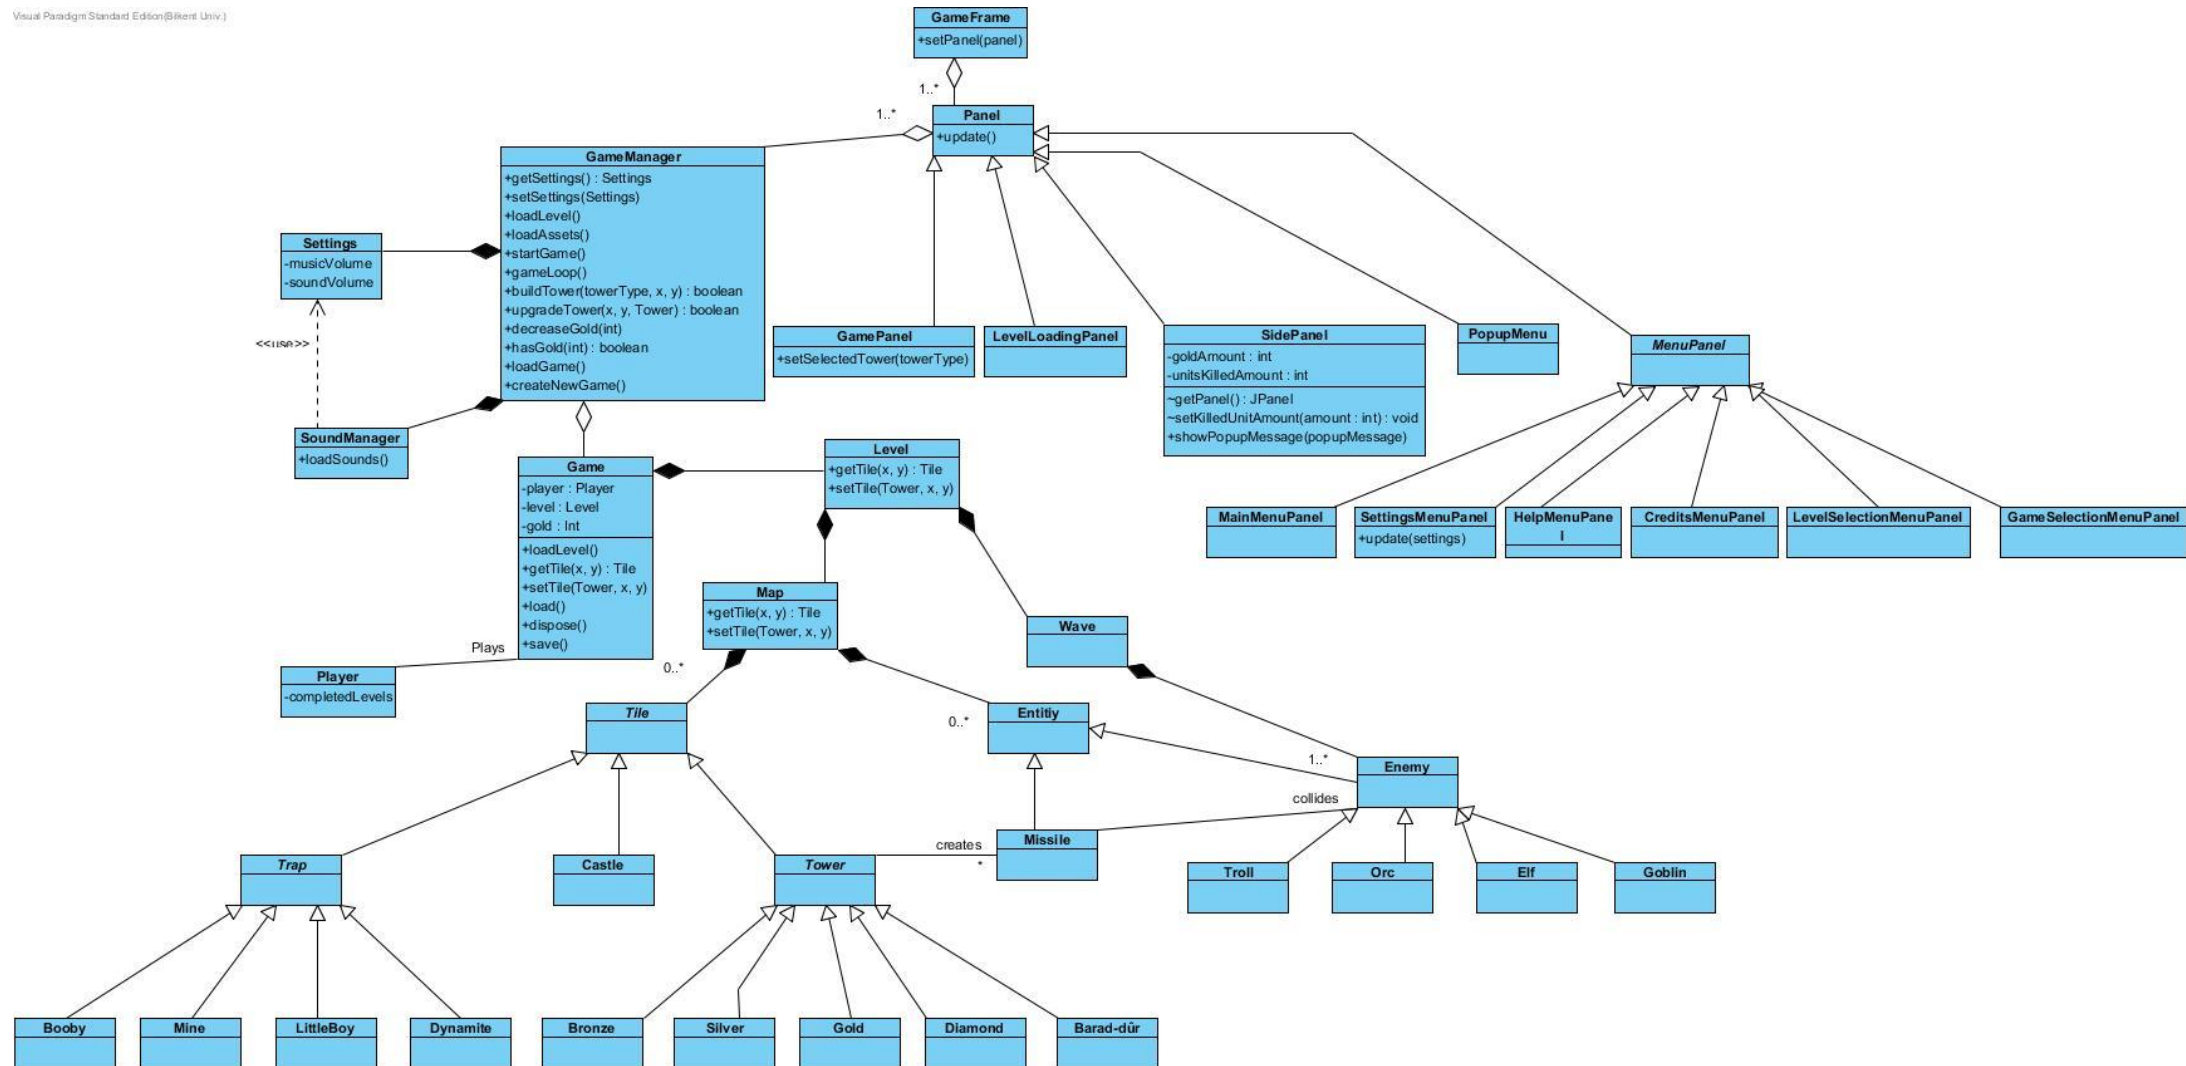 Visual Paradigm Standard Edition(Bilkent Univ.)
GameFrame
+setPanel(panel)
1..*
1..*
Panel
+update()
GameManager
+getSettings() : Settings
+setSettings(Settings)
+loadLevel()
+loadAssets()
+startGame()
+gameLoop()
+buildTower(towerType, x, y) : boolean
+upgradeTower(x, y, Tower) : boolean
+decreaseGold(int)
+hasGold(int) : boolean
+loadGame()
+createNewGame()
Settings
-musicVolume
-soundVolume
<<use>>
SoundManager
+loadSounds()
GamePanel
+setSelectedTower(towerType)
LevelLoadingPanel
SidePanel
-goldAmount : int
-unitsKilledAmount : int
~getPanel() : JPanel
~setKilledUnitAmount(amount : int) : void
+showPopupMessage(popupMessage)
PopupMenu
MenuPanel
MainMenuPanel
SettingsMenuPanel
+update(settings)
HelpMenuPane
l
CreditsMenuPanel
LevelSelectionMenuPanel
GameSelectionMenuPanel
Game
-player : Player
-level : Level
-gold : Int
+loadLevel()
+getTile(x, y) : Tile
+setTile(Tower, x, y)
+load()
+dispose()
+save()
Level
+getTile(x, y) : Tile
+setTile(Tower, x, y)
Map
+getTile(x, y) : Tile
+setTile(Tower, x, y)
Wave
Plays
Player
-completedLevels
0..*
Tile
0..*
Entitiy
1..*
Enemy
collides
creates
*
Missile
Trap
Castle
Tower
Troll
Orc
Elf
Goblin
Booby
Mine
LittleBoy
Dynamite
Bronze
Silver
Gold
Diamond
Barad-dûr